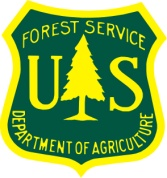 FOREST SERVICE
U S
DEPARTMENT OF AGRICULTURE